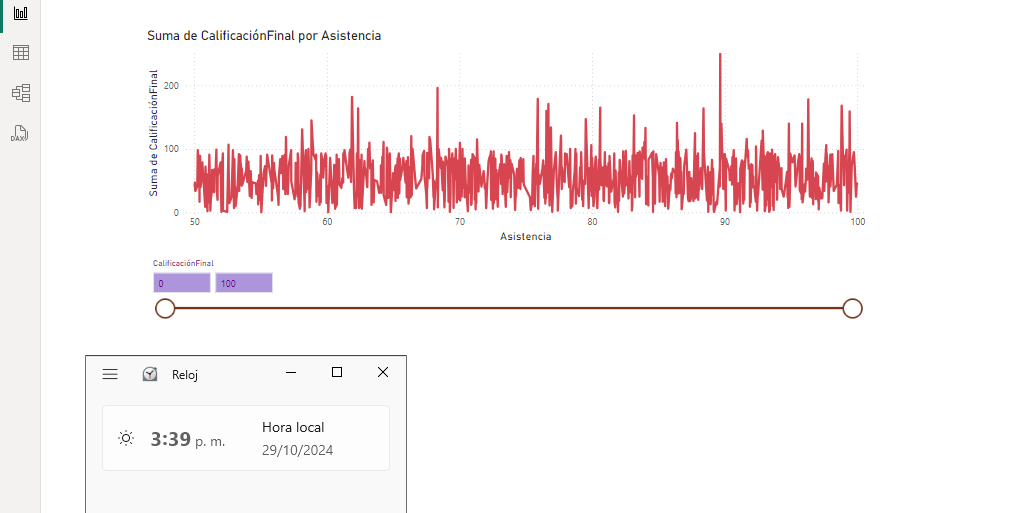 Suma de CalificaciónFinal por Asistencia
Suma de CalificaciónFinal
200
100
0
50 60 70 80 90 100
Asistencia
DAX
CalificaciónFinal
0 100
Reloj
3:39 p. m.
Hora local
29/10/2024